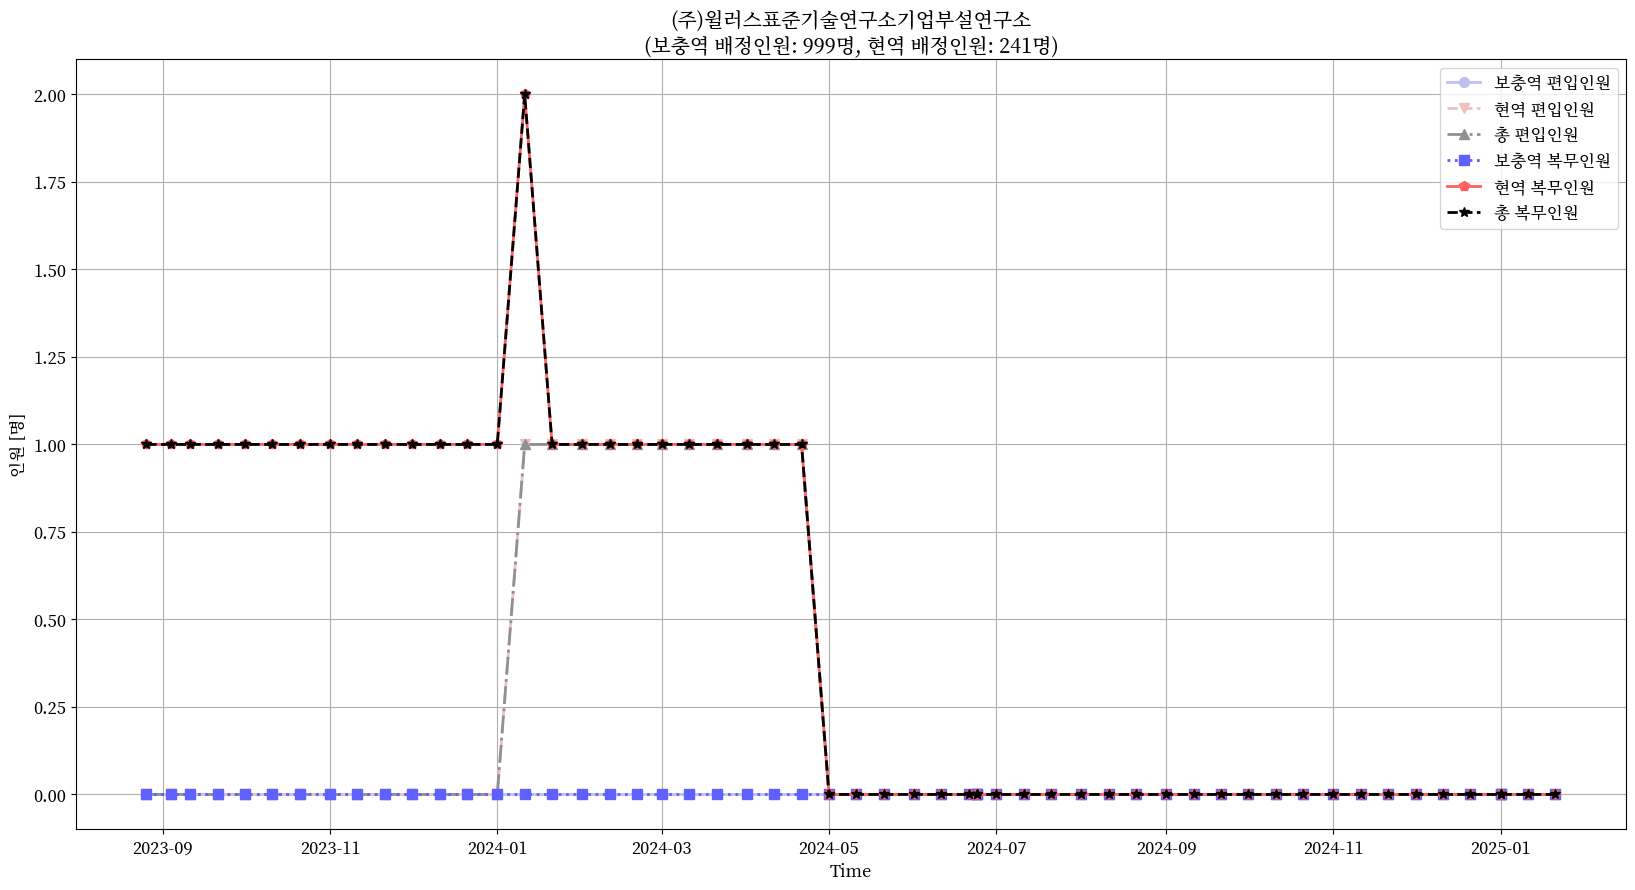 (주)윌러스표준기술연구소기업부설연구소
(보충역 배정인원: 999명, 현역 배정인원: 241명)
보충역 편입인원
현역 편입인원
총 편입인원
보충역 복무인원
현역 복무인원
총 복무인원
2.00
1.75
1.50
1.25
1.00
0.75
0.50
0.25
0.00
인원 [명]
2023-09
2023-11
2024-01
2024-03
2024-05
2024-07
2024-09
2024-11
2025-01
Time